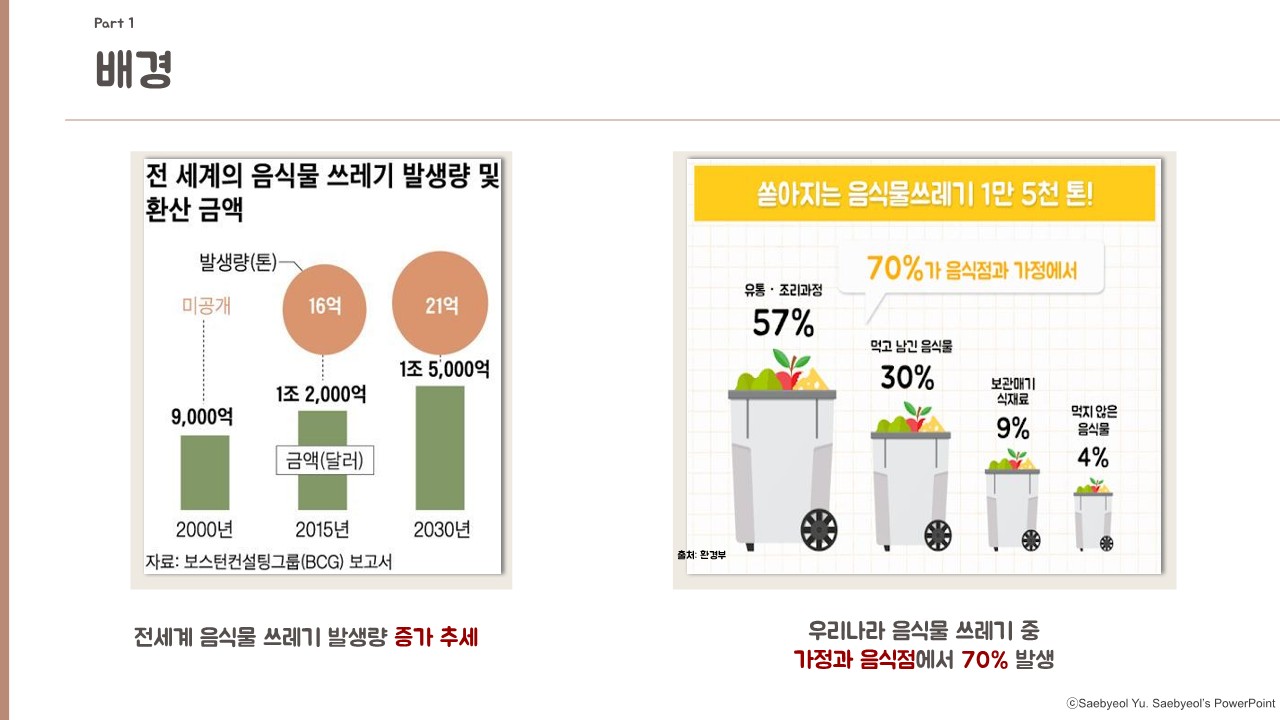 Part 1
배경
전 세계의 음식물 쓰레기 발생량 및
환산 금액
발생량(톤)
미공개
16억
21억
9,000억
1조 2,000억
1조 5,000억
금액(달러)
2000년
2015년
2030년
자료: 보스턴컨설팅그룹(BCG) 보고서
전세계 음식물 쓰레기 발생량 증가 추세
쏟아지는 음식물쓰레기 1만 5천 톤!
70%가 음식점과 가정에서
유통・조리과정
57%
먹고 남긴 음식물
30%
보관매기
식재료
9%
먹지 않은
음식물
4%
출처: 환경부
우리나라 음식물 쓰레기 중
가정과 음식점에서 70% 발생
ⓒSaebyeol Yu. Saebyeol's PowerPoint